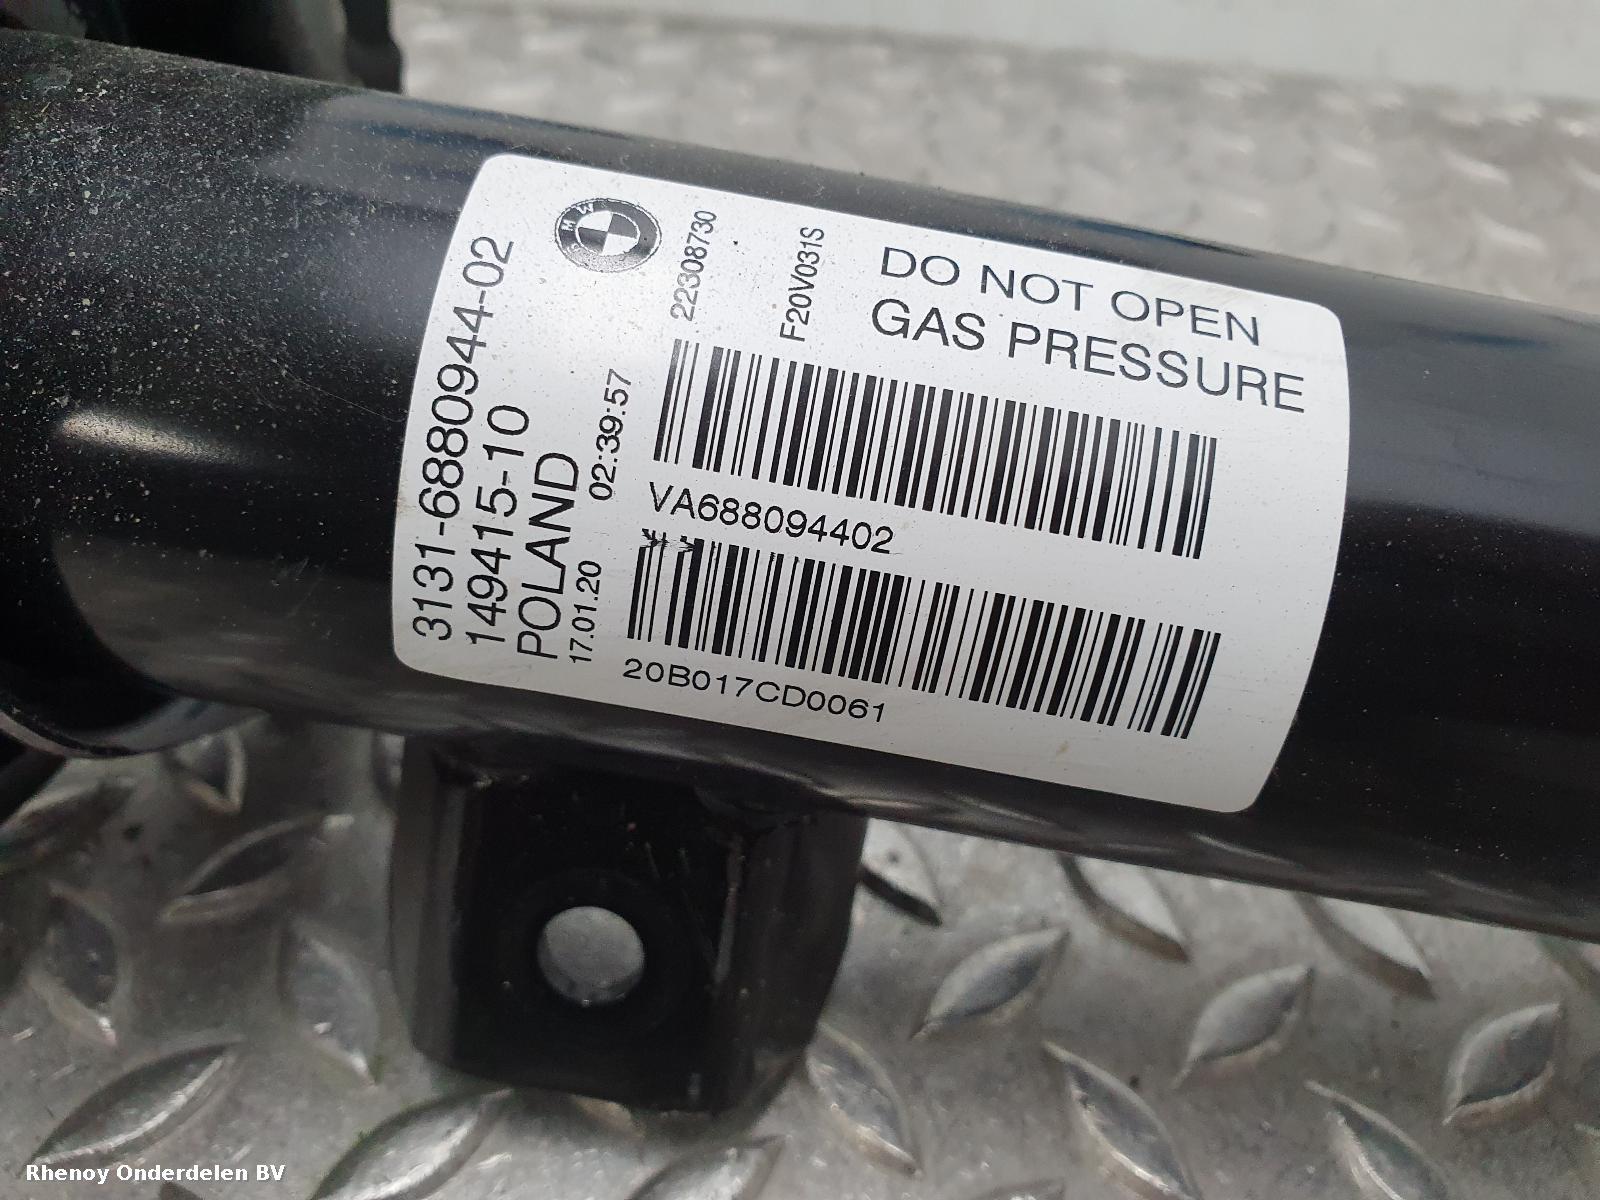 BMW
3131-6880944-02
149415-10
POLAND
17.01.20 02:39:57
22308730
F20V031S
DO NOT OPEN
GAS PRESSURE
VA688094402
20B017CD0061
Rhenoy Onderdelen BV